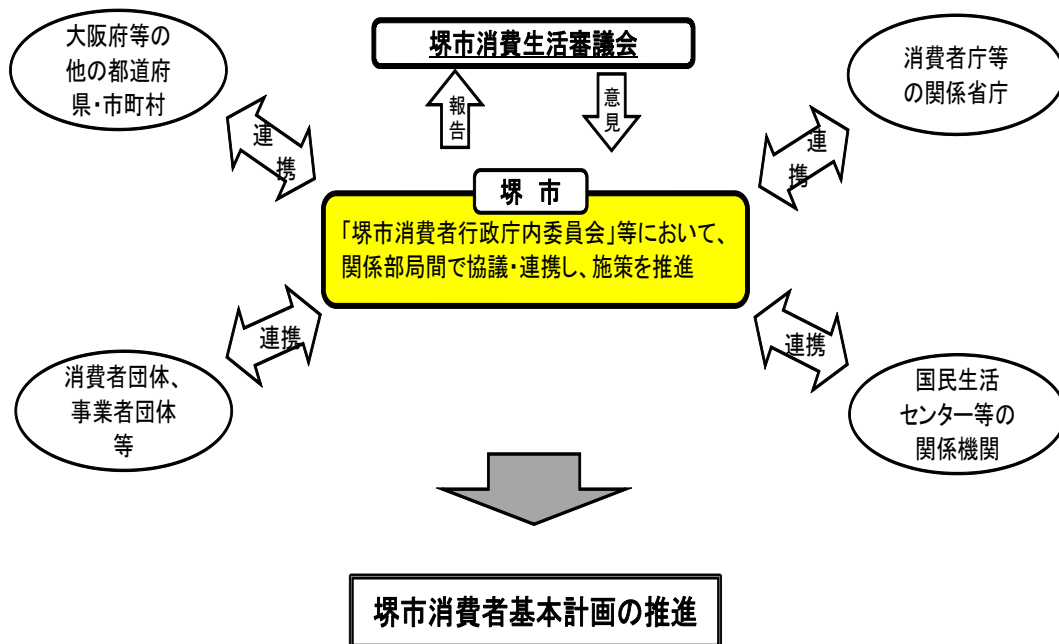 大阪府等の
他の都道府
県・市町村
堺市消費生活審議会
消費者庁等
の関係省庁
報告
意見
連携
連携
堺 市
「堺市消費者行政庁内委員会」等において、
関係部局間で協議・連携し、施策を推進
連携
連携
消費者団体、
事業者団体
等
国民生活
センター等の
関係機関
堺市消費者基本計画の推進